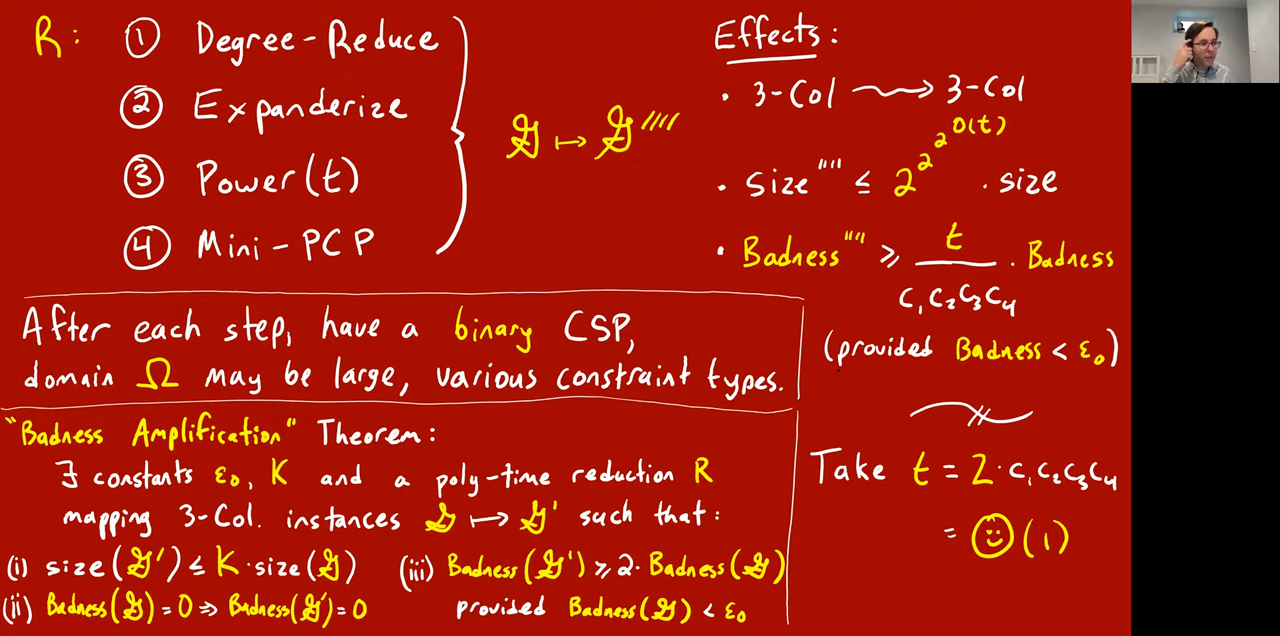 R: ① Degree-Reduce
② Expanderize
③ Power(t)
④ Mini-PCP
𝒢 ↦ 𝒢''''
Effects:
• 3-Col ⇝ 3-Col
• Size'''' ≤ 2^2^2^O(t) · size
• Badness'''' ≥ t/(C₁C₂C₃C₄) · Badness
(provided Badness < ε₀)
Take t = 2·C₁C₂C₃C₄
= ☺(1)
After each step, have a binary CSP,
domain Ω may be large, various constraint types.
"Badness Amplification" Theorem:
∃ constants ε₀, K and a poly-time reduction R
mapping 3-Col. instances 𝒢 ↦ 𝒢' such that:
(i) size(𝒢') ≤ K·size(𝒢)
(ii) Badness(𝒢) = 0 ⇒ Badness(𝒢') = 0
(iii) Badness(𝒢') ≥ 2·Badness(𝒢)
provided Badness(𝒢) < ε₀